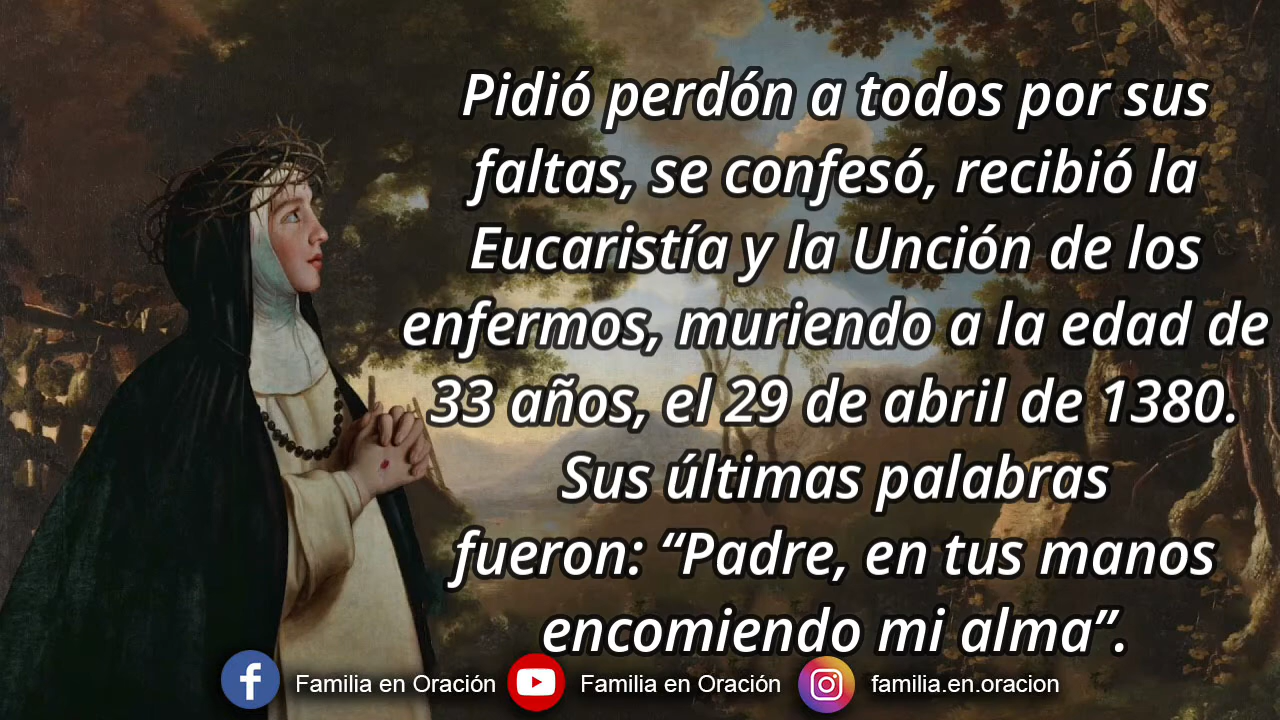 Pidió perdón a todos por sus
faltas, se confesó, recibió la
Eucaristía y la Unción de los
enfermos, muriendo a la edad de
33 años, el 29 de abril de 1380.
Sus últimas palabras
fueron: “Padre, en tus manos
encomiendo mi alma”.
Familia en Oración Familia en Oración familia.en.oracion